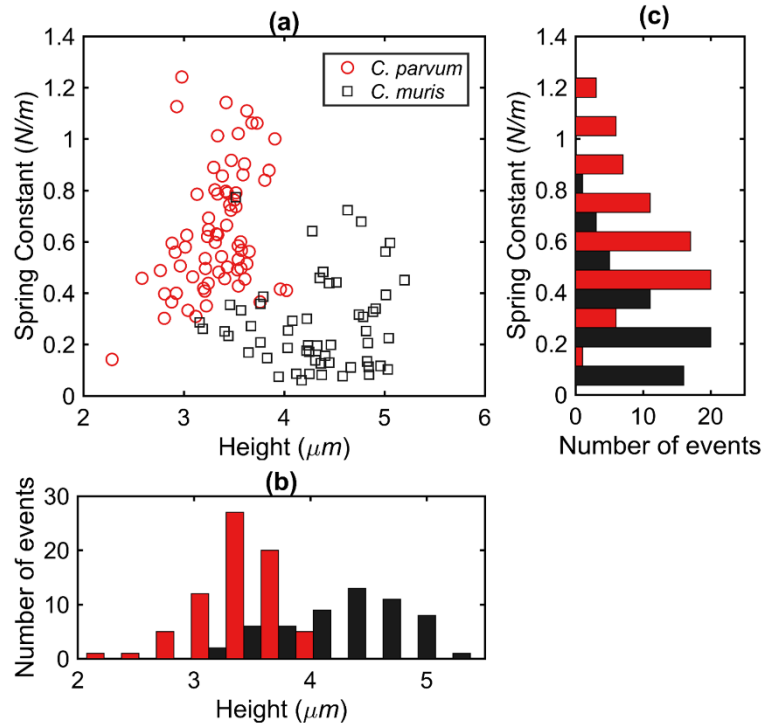 (a)
1.4
1.2
1
0.8
0.6
0.4
0.2
0
Spring Constant (N/m)
C. parvum
C. muris
2 3 4 5 6
Height (μm)
(c)
1.4
1.2
1
0.8
0.6
0.4
0.2
0
Spring Constant (N/m)
0 10 20
Number of events
(b)
30
20
10
0
Number of events
2 3 4 5
Height (μm)